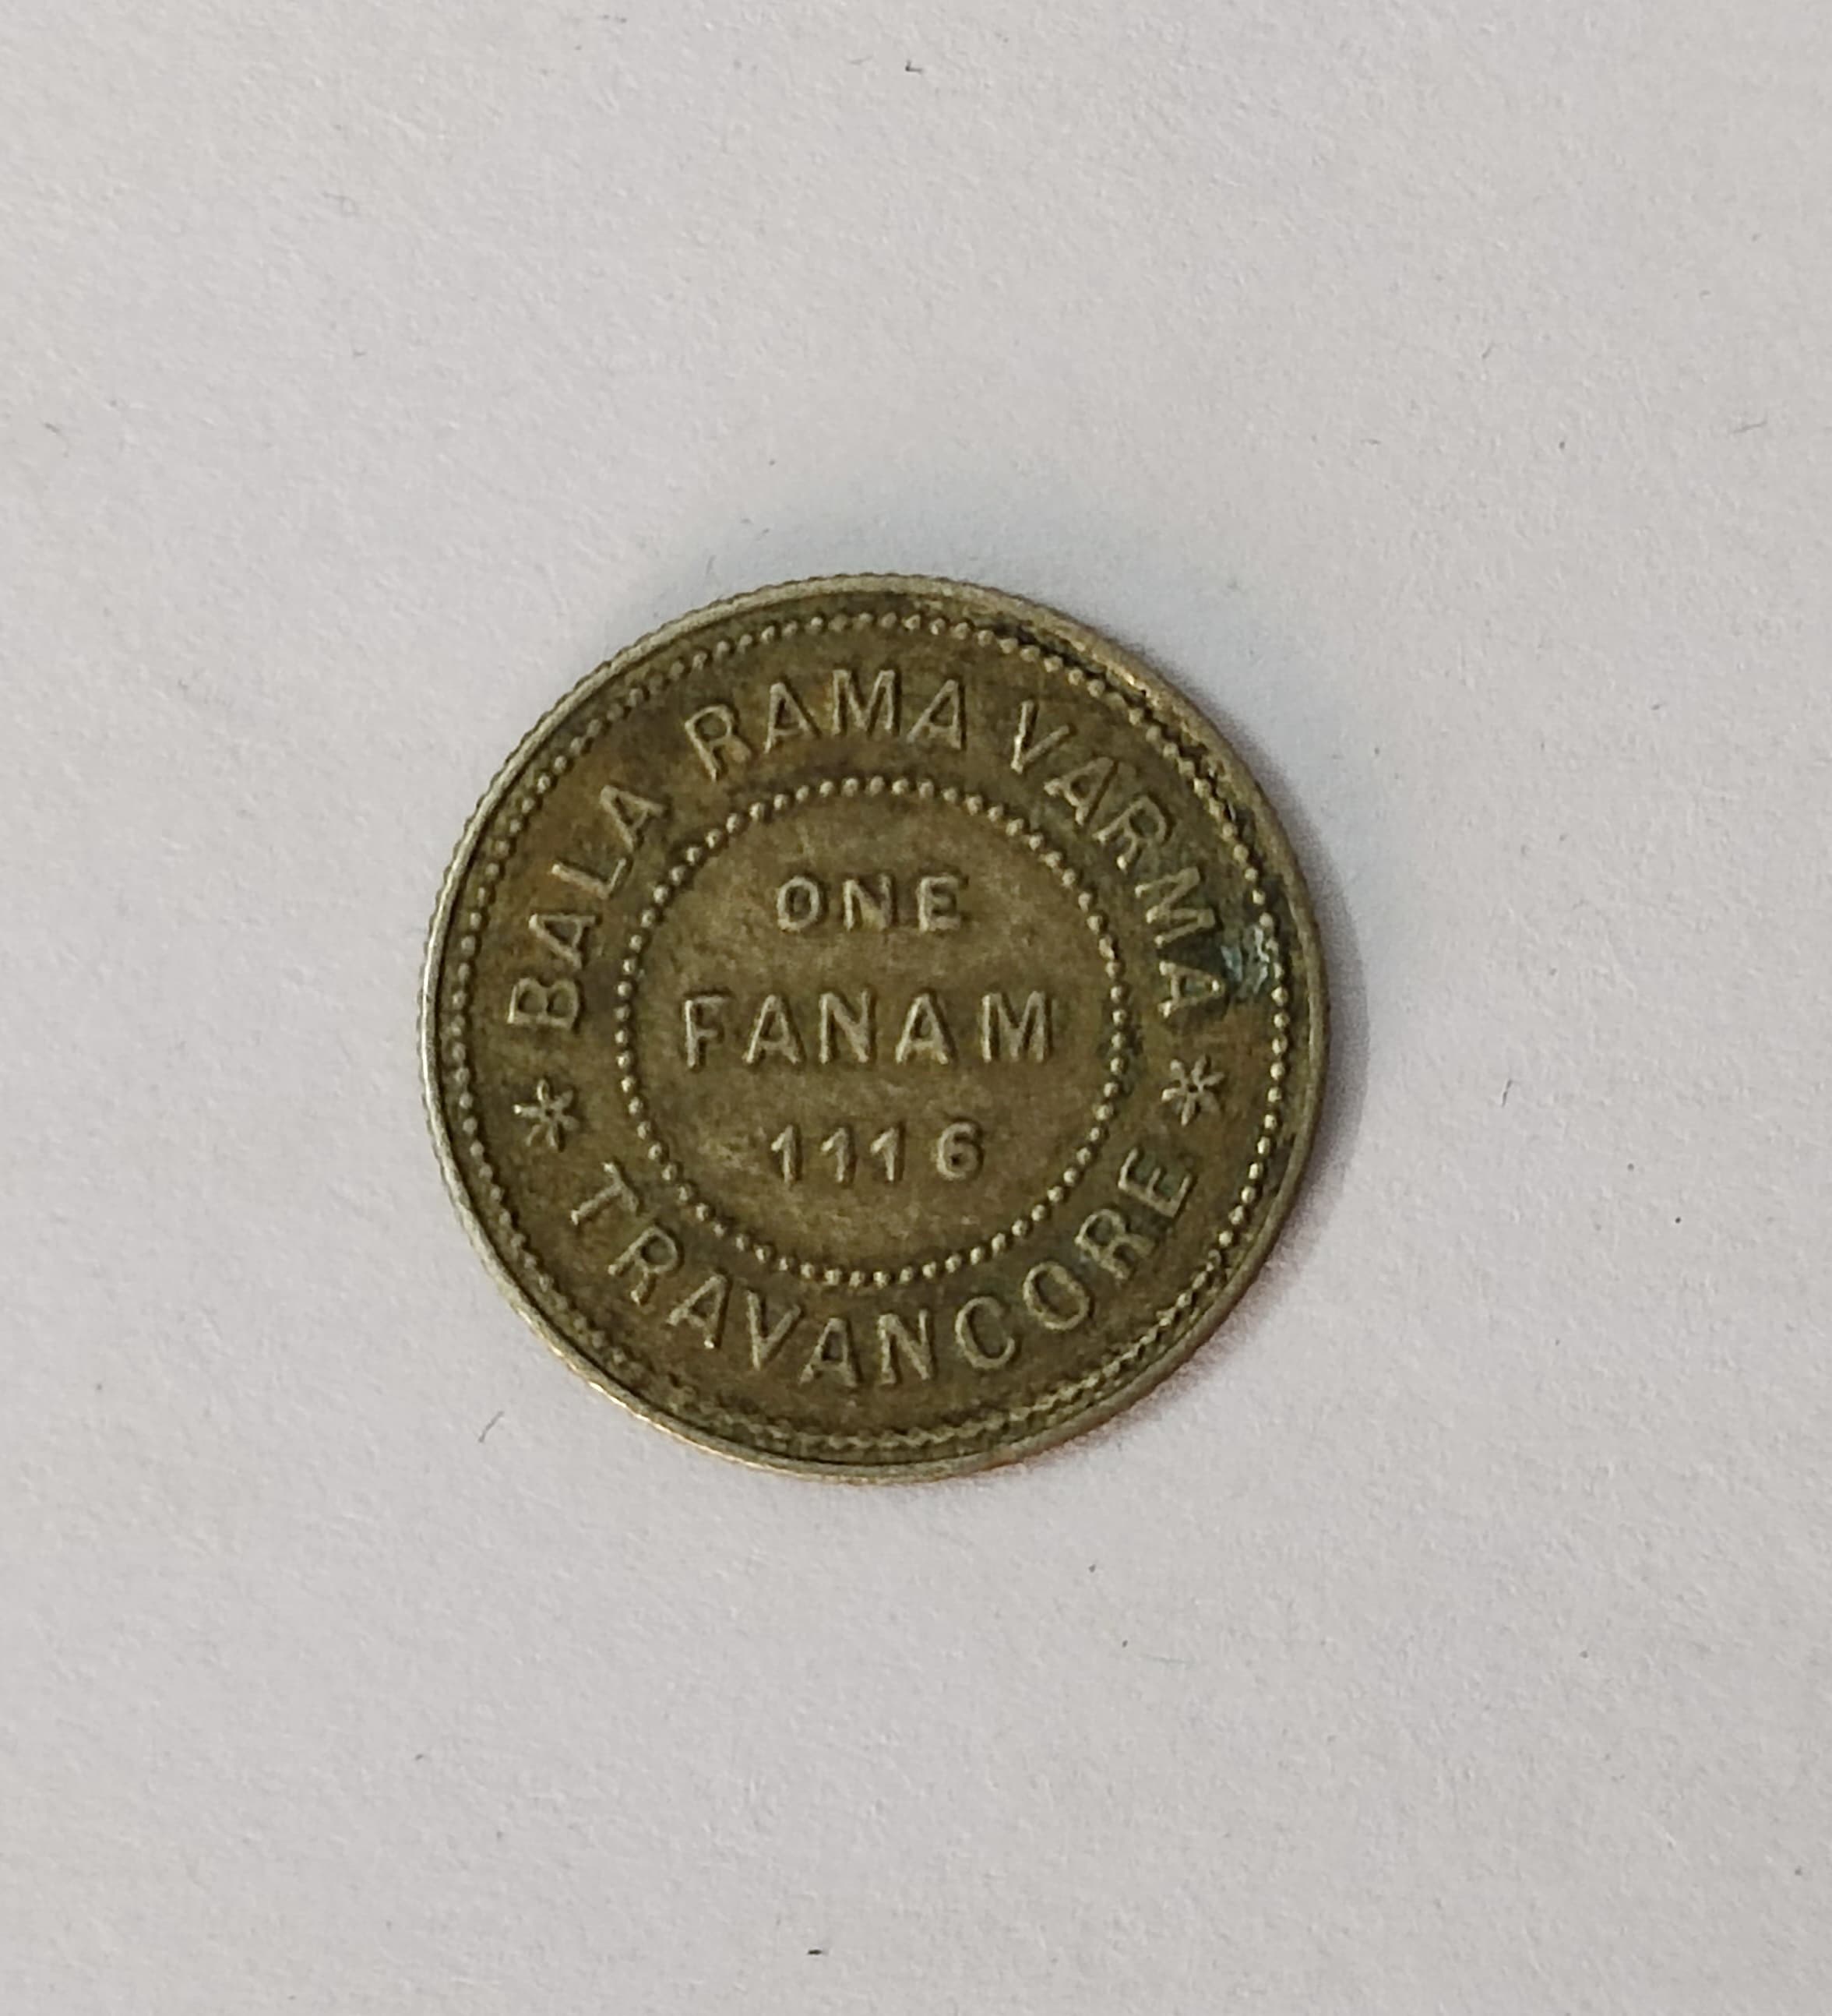 BALA RAMA VARMA
ONE
FANAM
1116
* TRAVANCORE *